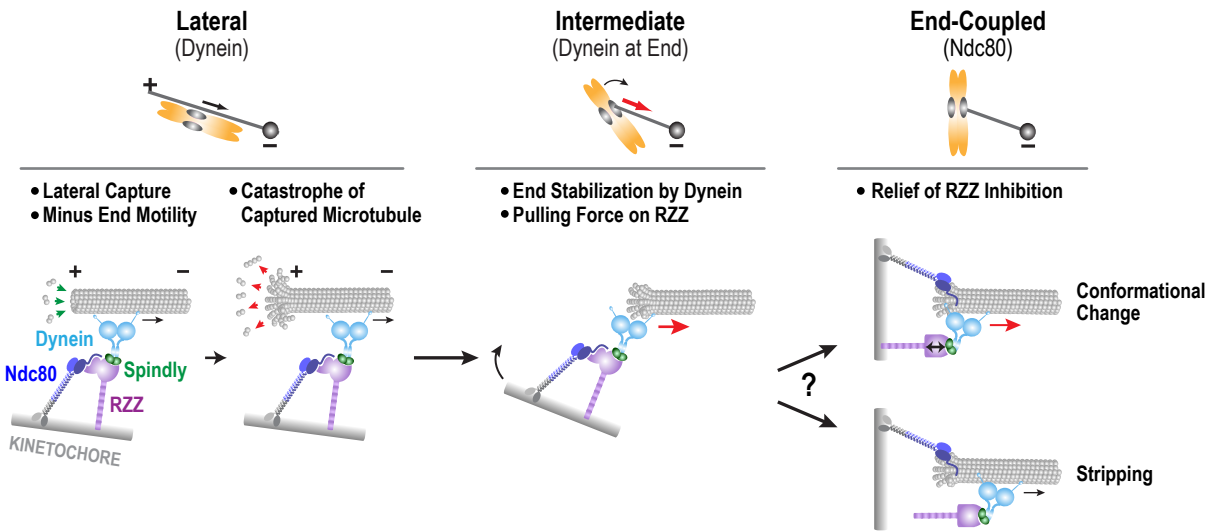 Lateral
(Dynein)
+
−
Intermediate
(Dynein at End)
−
End-Coupled
(Ndc80)
−
• Lateral Capture
• Minus End Motility
• Catastrophe of
Captured Microtubule
• End Stabilization by Dynein
• Pulling Force on RZZ
• Relief of RZZ Inhibition
+ −
Dynein
Ndc80
Spindly
RZZ
KINETOCHORE
+ −
?
Conformational
Change
Stripping